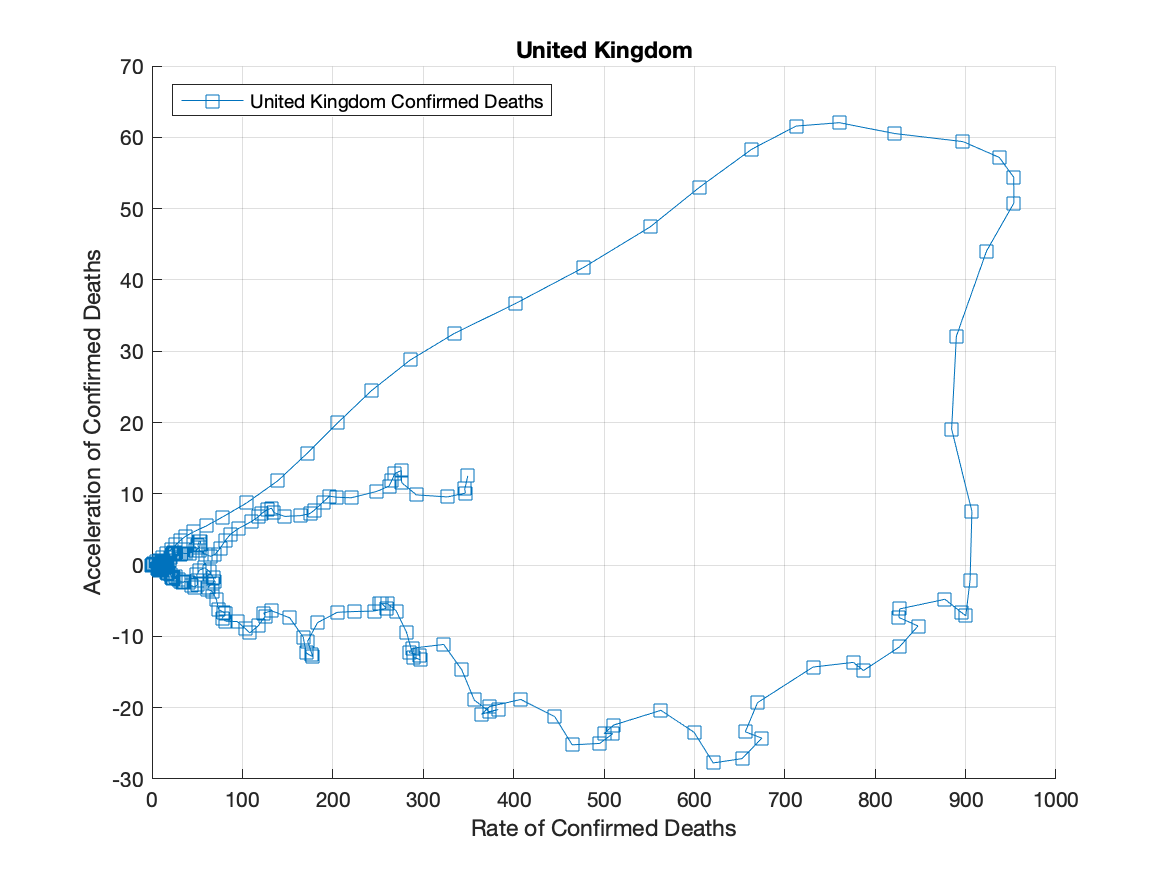 United Kingdom
70
United Kingdom Confirmed Deaths
60
50
40
30
20
10
0
-10
-20
-30
Acceleration of Confirmed Deaths
0 100 200 300 400 500 600 700 800 900 1000
Rate of Confirmed Deaths